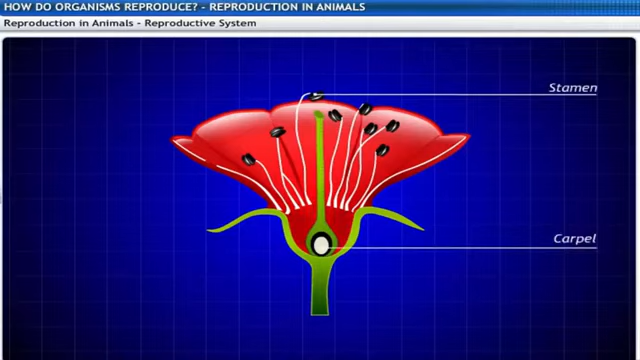 HOW DO ORGANISMS REPRODUCE? - REPRODUCTION IN ANIMALS
Reproduction in Animals - Reproductive System
Stamen
Carpel